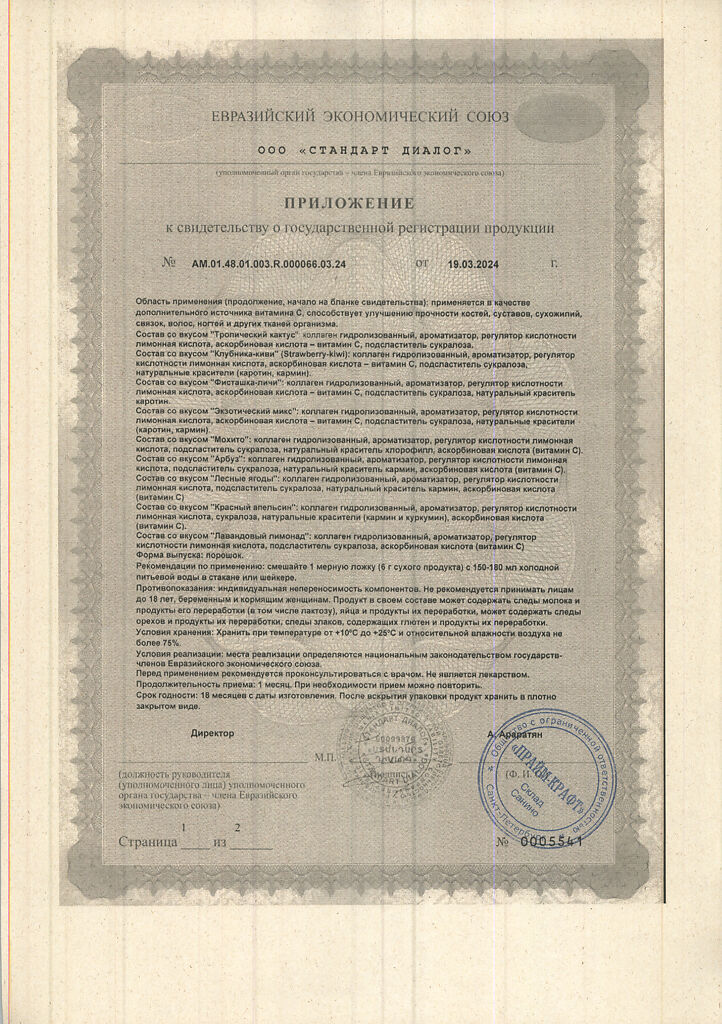 ЕВРАЗИЙСКИЙ ЭКОНОМИЧЕСКИЙ СОЮЗ
ООО «СТАНДАРТ ДИАЛОГ»
(уполномоченный орган государства – члена Евразийского экономического союза)
ПРИЛОЖЕНИЕ
к свидетельству о государственной регистрации продукции
№ AM.01.48.01.003.R.000066.03.24 от 19.03.2024 г.
Область применения (продолжение, начало на бланке свидетельства): применяется в качестве
дополнительного источника витамина С, способствует улучшению прочности костей, суставов, сухожилий,
связок, волос, ногтей и других тканей организма.
Состав со вкусом "Тропический кактус" коллаген гидролизованный, ароматизатор, регулятор кислотности
лимонная кислота, аскорбиновая кислота – витамин С, подсластитель сукралоза.
Состав со вкусом "Клубника-киви" (Strawberry-kiwi): коллаген гидролизованный, ароматизатор, регулятор
кислотности лимонная кислота, аскорбиновая кислота – витамин С, подсластитель сукралоза,
натуральные красители (каротин, кармин).
Состав со вкусом "Фисташка-личи": коллаген гидролизованный, ароматизатор, регулятор кислотности
лимонная кислота, аскорбиновая кислота – витамин С, подсластитель сукралоза, натуральный краситель
каротин.
Состав со вкусом "Экзотический микс": коллаген гидролизованный, ароматизатор, регулятор кислотности
лимонная кислота, аскорбиновая кислота – витамин С, подсластитель сукралоза, натуральные красители
(каротин, кармин).
Состав со вкусом "Мохито": коллаген гидролизованный, ароматизатор, регулятор кислотности лимонная
кислота, подсластитель сукралоза, натуральный краситель хлорофилл, аскорбиновая кислота (витамин С).
Состав со вкусом "Арбуз": коллаген гидролизованный, ароматизатор, регулятор кислотности лимонная
кислота, подсластитель сукралоза, натуральный краситель кармин, аскорбиновая кислота (витамин С).
Состав со вкусом "Лесные ягоды": коллаген гидролизованный, ароматизатор, регулятор кислотности
лимонная кислота, подсластитель сукралоза, натуральный краситель кармин, аскорбиновая кислота
(витамин С)
Состав со вкусом "Красный апельсин": коллаген гидролизованный, ароматизатор, регулятор кислотности
лимонная кислота, сукралоза, натуральные красители (кармин и куркумин), аскорбиновая кислота
(витамин С).
Состав со вкусом "Лавандовый лимонад": коллаген гидролизованный, ароматизатор, регулятор
кислотности лимонная кислота, подсластитель сукралоза, аскорбиновая кислота (витамин С)
Форма выпуска: порошок.
Рекомендации по применению: смешайте 1 мерную ложку (6 г сухого продукта) с 150-180 мл холодной
питьевой воды в стакане или шейкере.
Противопоказания: индивидуальная непереносимость компонентов. Не рекомендуется принимать лицам
до 18 лет, беременным и кормящим женщинам. Продукт в своем составе может содержать следы молока и
продукты его переработки (в том числе лактозу), яйца и продукты их переработки, может содержать следы
орехов и продукты их переработки, следы злаков, содержащих глютен и продукты их переработки.
Условия хранения: Хранить при температуре от +10°С до +25°С и относительной влажности воздуха не
более 75%.
Условия реализации: места реализации определяются национальным законодательством государств-
членов Евразийского экономического союза.
Перед применением рекомендуется проконсультироваться с врачом. Не является лекарством.
Продолжительность приема: 1 месяц. При необходимости прием можно повторить.
Срок годности: 18 месяцев с даты изготовления. После вскрытия упаковки продукт хранить в плотно
закрытом виде.
Директор А. Араратян
М.П.
(должность руководителя
(уполномоченного лица) уполномоченного
органа государства – члена Евразийского
экономического союза)
Общество с ограниченной ответственностью
«ПРАЙМ-КРАФТ»
Склад
Санино
Санкт-Петербург
Страница 1 из 2
№ 0005541